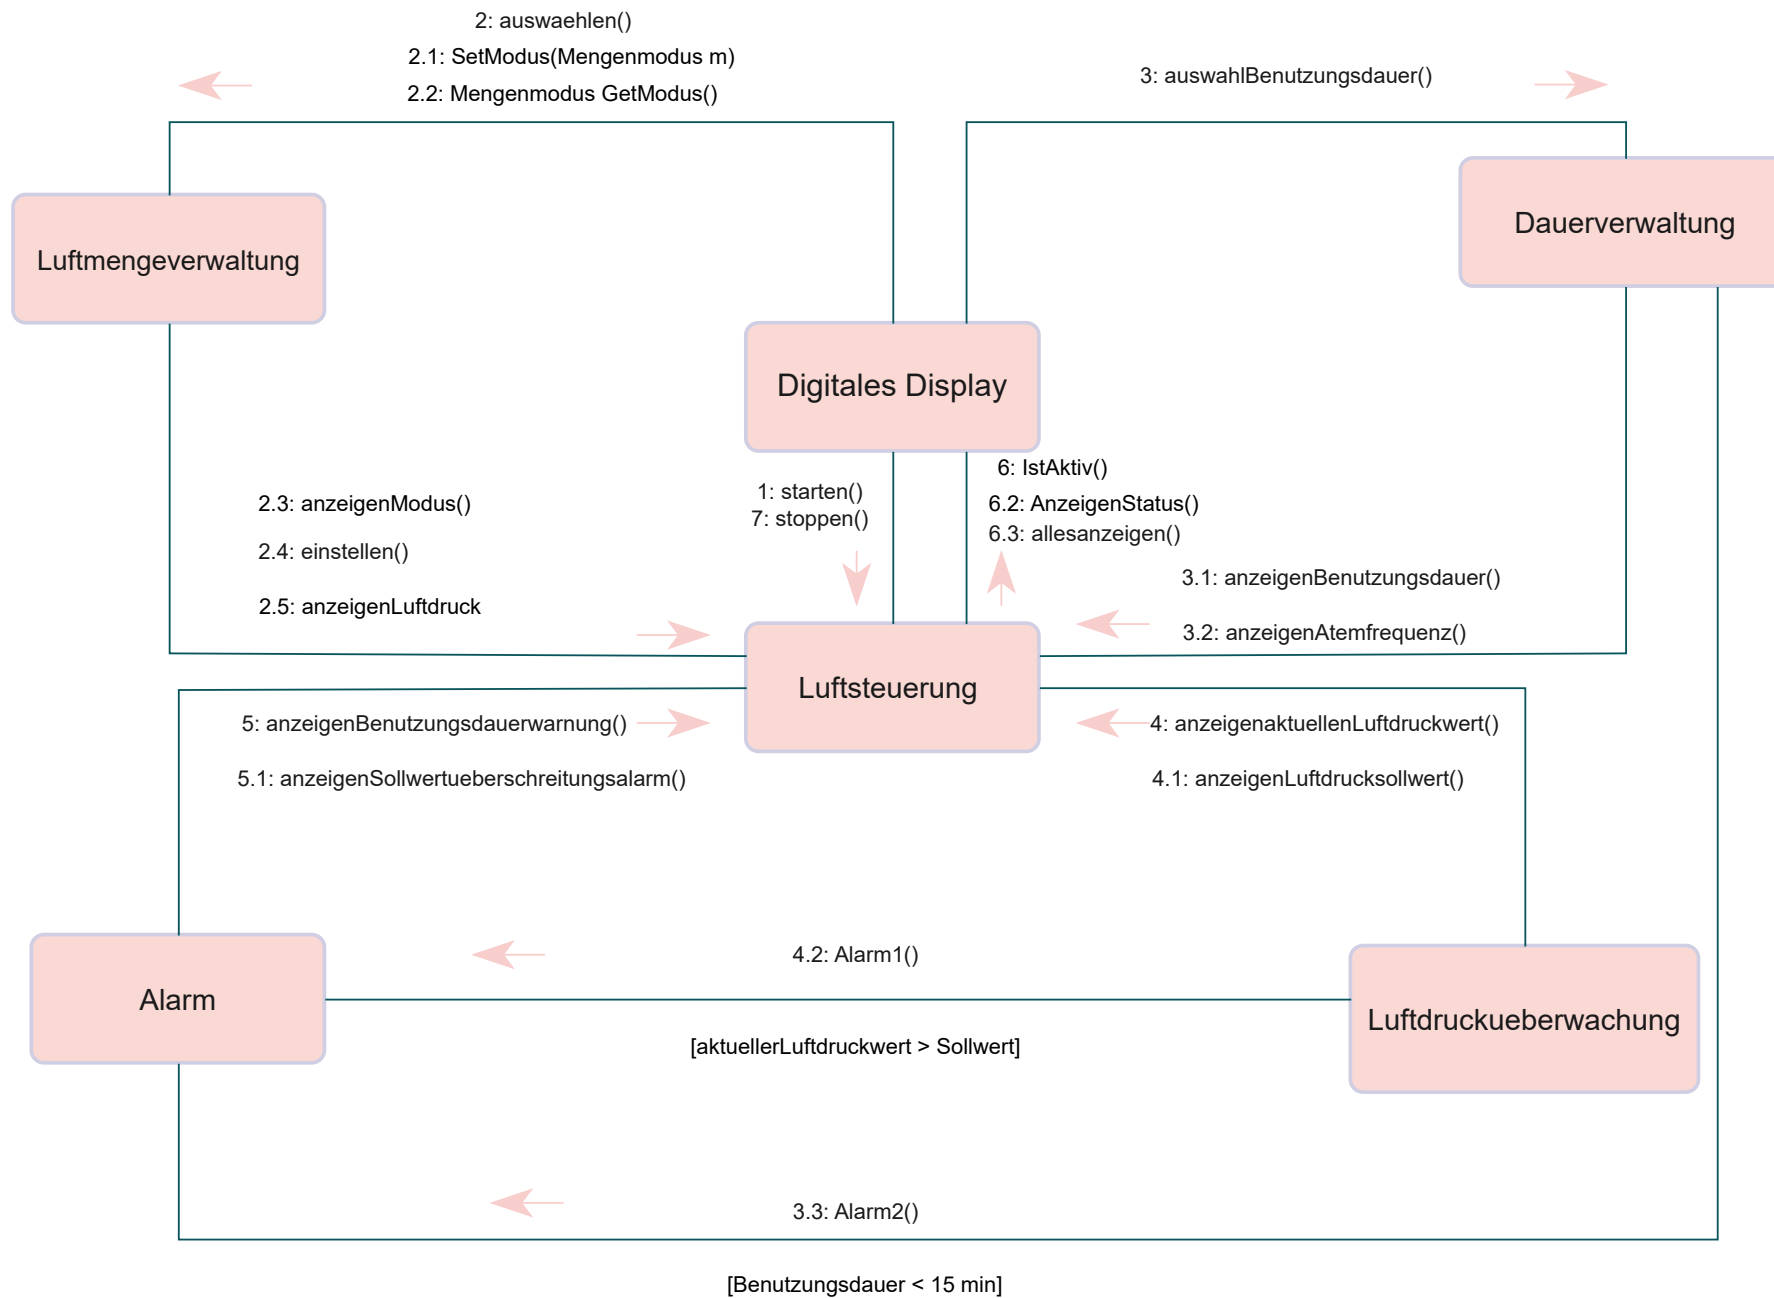 2: auswaehlen()
2.1: SetModus(Mengenmodus m)
2.2: Mengenmodus GetModus()
3: auswahlBenutzungsdauer()
Luftmengeverwaltung
Dauerverwaltung
Digitales Display
2.3: anzeigenModus()
2.4: einstellen()
2.5: anzeigenLuftdruck
1: starten()
7: stoppen()
6: IstAktiv()
6.2: AnzeigenStatus()
6.3: allesanzeigen()
3.1: anzeigenBenutzungsdauer()
3.2: anzeigenAtemfrequenz()
Luftsteuerung
5: anzeigenBenutzungsdauerwarnung()
5.1: anzeigenSollwertueberschreitungsalarm()
4: anzeigenaktuellenLuftdruckwert()
4.1: anzeigenLuftdrucksollwert()
Alarm
4.2: Alarm1()
[aktuellerLuftdruckwert > Sollwert]
Luftdruckueberwachung
3.3: Alarm2()
[Benutzungsdauer < 15 min]